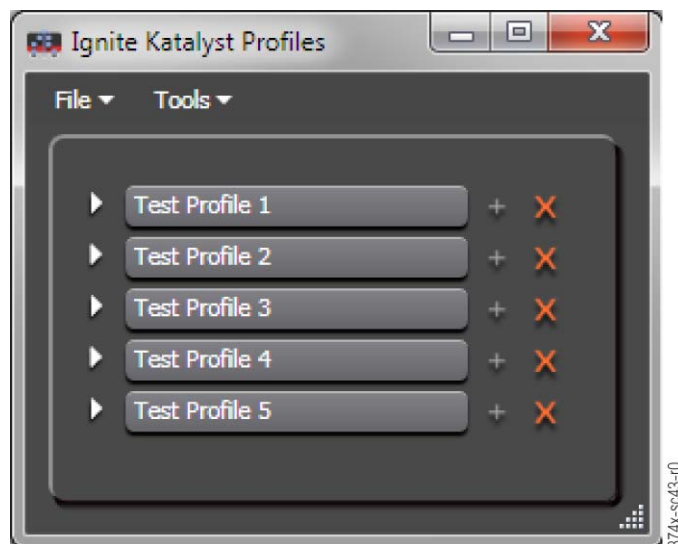 Ignite Katalyst Profiles
File Tools
Test Profile 1
Test Profile 2
Test Profile 3
Test Profile 4
Test Profile 5